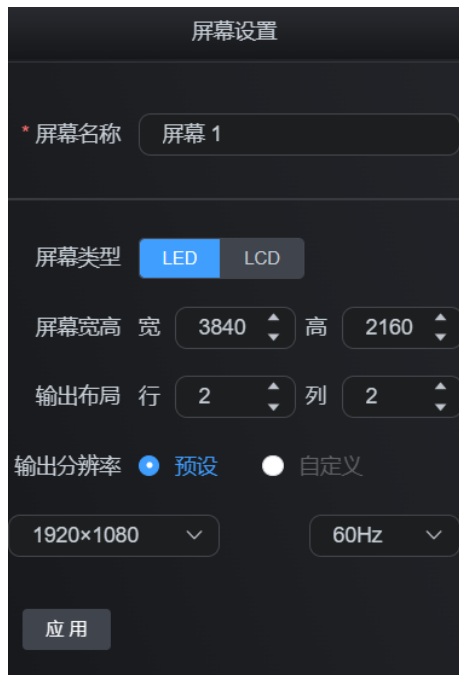 屏幕设置
* 屏幕名称 屏幕 1
屏幕类型 LED LCD
屏幕宽高 宽 3840 高 2160
输出布局 行 2 列 2
输出分辨率 预设 自定义
1920×1080 60Hz
应用